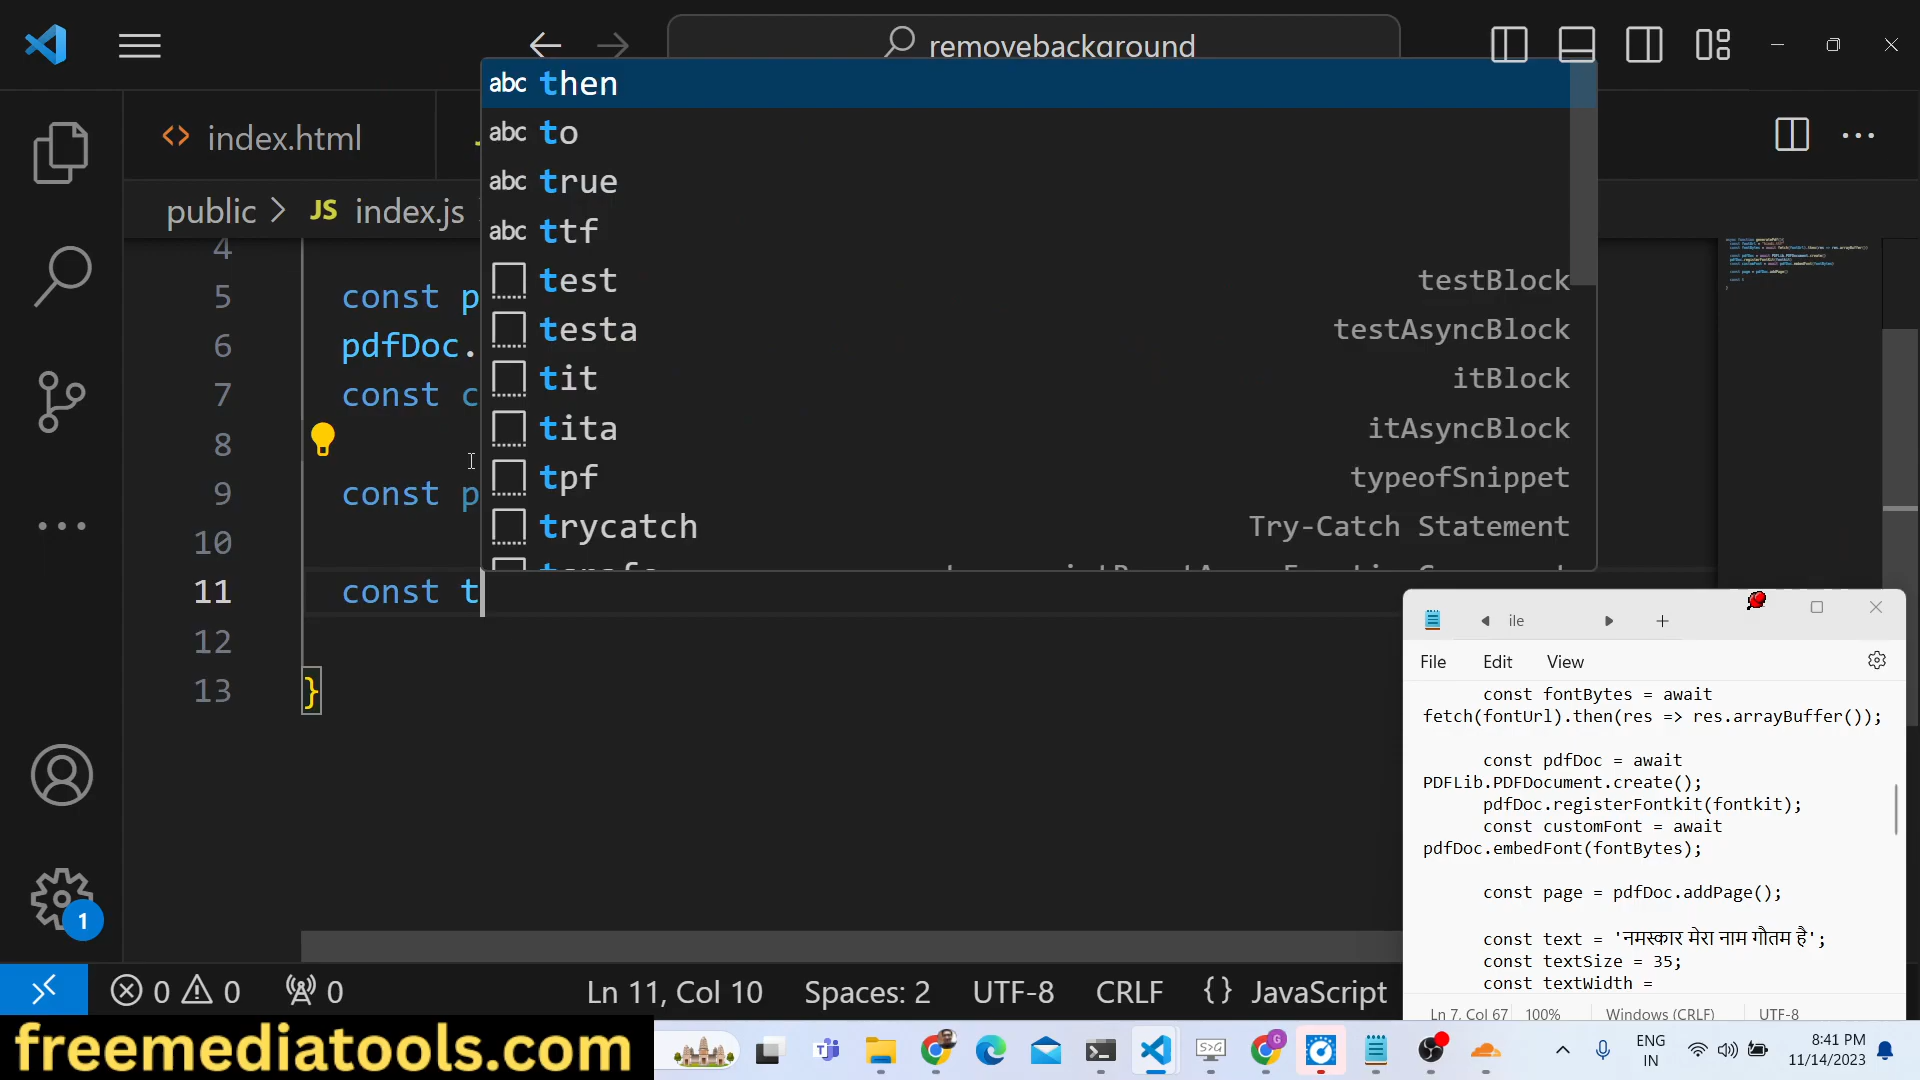 removebackground
index.html
public > JS index.js
abc then
abc to
abc true
abc ttf
test testBlock
testa testAsyncBlock
tit itBlock
tita itAsyncBlock
tpf typeofSnippet
trycatch Try-Catch Statement
4
5 const p
6 pdfDoc.
7 const c
8
9 const p
10
11 const t
12
13 }
ile
File Edit View
const fontBytes = await
fetch(fontUrl).then(res => res.arrayBuffer());
const pdfDoc = await
PDFLib.PDFDocument.create();
pdfDoc.registerFontkit(fontkit);
const customFont = await
pdfDoc.embedFont(fontBytes);
const page = pdfDoc.addPage();
const text = 'नमस्कार मेरा नाम गौतम है';
const textSize = 35;
const textWidth =
Ln 7, Col 67 100% Windows (CRLF) UTF-8
1
0 0 0 Ln 11, Col 10 Spaces: 2 UTF-8 CRLF {} JavaScript
freemediatools.com
ENG
IN
8:41 PM
11/14/2023